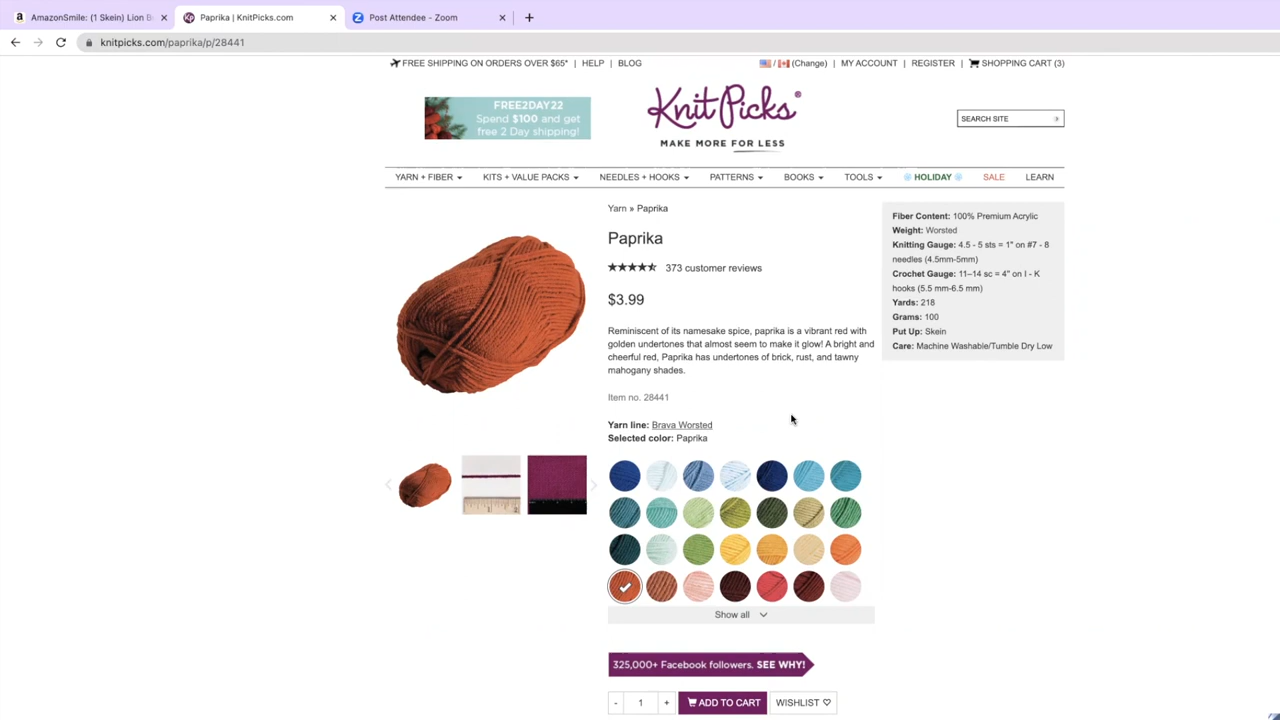 AmazonSmile: (1 Skein) Lion B
Paprika | KnitPicks.com
Post Attendee - Zoom
knitpicks.com/paprika/p/28441
FREE SHIPPING ON ORDERS OVER $65* | HELP | BLOG
/ (Change) | MY ACCOUNT | REGISTER | SHOPPING CART (3)
FREE2DAY22
Spend $100 and get
free 2 Day shipping!
Knit Picks®
MAKE MORE FOR LESS
SEARCH SITE
YARN + FIBER KITS + VALUE PACKS NEEDLES + HOOKS PATTERNS BOOKS TOOLS HOLIDAY SALE LEARN
Yarn » Paprika
Paprika
373 customer reviews
$3.99
Reminiscent of its namesake spice, paprika is a vibrant red with
golden undertones that almost seem to make it glow! A bright and
cheerful red, Paprika has undertones of brick, rust, and tawny
mahogany shades.
Item no. 28441
Yarn line: Brava Worsted
Selected color: Paprika
Show all
325,000+ Facebook followers. SEE WHY!
- 1 + ADD TO CART WISHLIST
Fiber Content: 100% Premium Acrylic
Weight: Worsted
Knitting Gauge: 4.5 - 5 sts = 1" on #7 - 8
needles (4.5mm-5mm)
Crochet Gauge: 11–14 sc = 4" on I - K
hooks (5.5 mm-6.5 mm)
Yards: 218
Grams: 100
Put Up: Skein
Care: Machine Washable/Tumble Dry Low